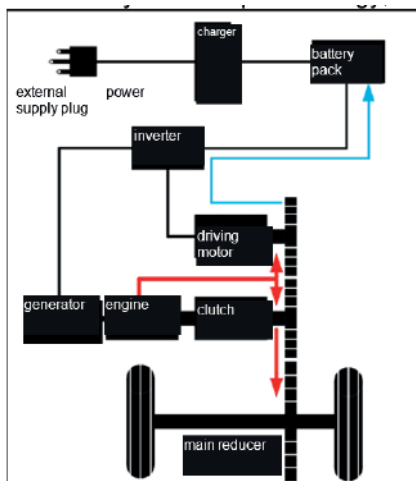 charger
battery
pack
external power
supply plug
inverter
driving
motor
generator
engine
clutch
main reducer